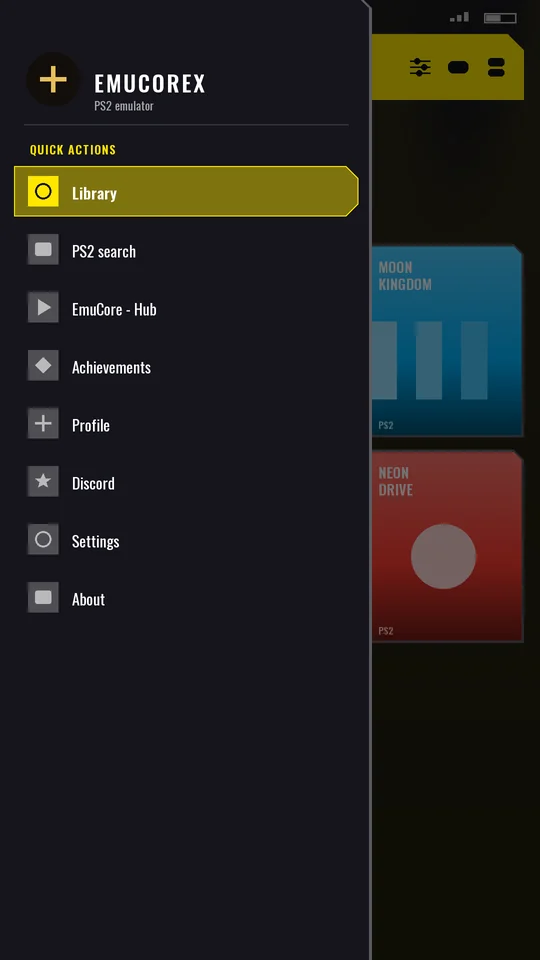 EMUCOREX
PS2 emulator
QUICK ACTIONS
Library
PS2 search
EmuCore - Hub
Achievements
Profile
Discord
Settings
About
MOON
KINGDOM
PS2
NEON
DRIVE
PS2